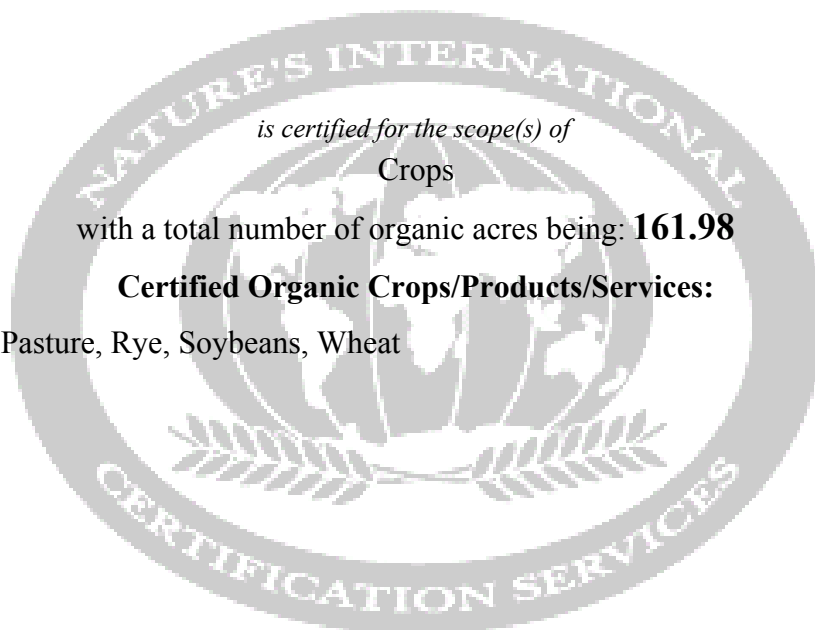 NATURE'S INTERNATIONAL
is certified for the scope(s) of
Crops
with a total number of organic acres being: 161.98
Certified Organic Crops/Products/Services:
Pasture, Rye, Soybeans, Wheat
CERTIFICATION SERVICES